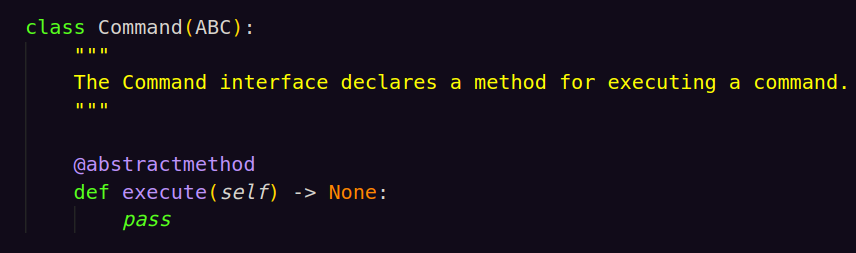 class Command(ABC):
    """
    The Command interface declares a method for executing a command.
    """

    @abstractmethod
    def execute(self) -> None:
        pass